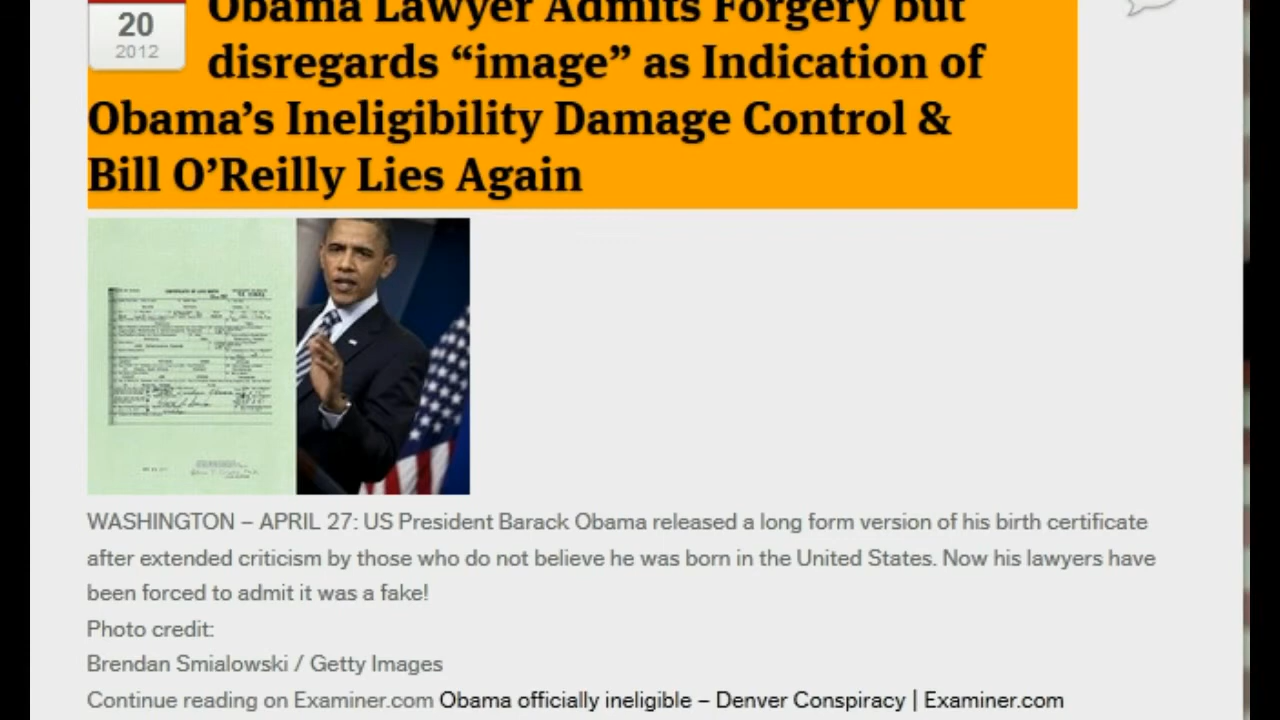 20
2012
Obama Lawyer Admits Forgery but
disregards “image” as Indication of
Obama’s Ineligibility Damage Control &
Bill O’Reilly Lies Again
WASHINGTON – APRIL 27: US President Barack Obama released a long form version of his birth certificate
after extended criticism by those who do not believe he was born in the United States. Now his lawyers have
been forced to admit it was a fake!
Photo credit:
Brendan Smialowski / Getty Images
Continue reading on Examiner.com Obama officially ineligible – Denver Conspiracy | Examiner.com